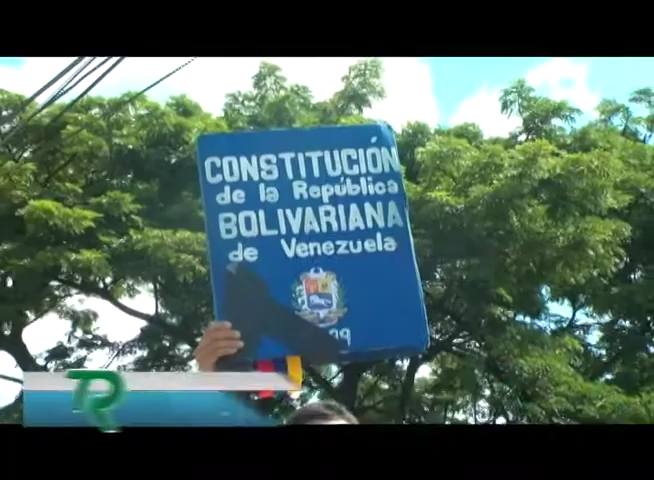 CONSTITUCIÓN
de la República
BOLIVARIANA
de Venezuela